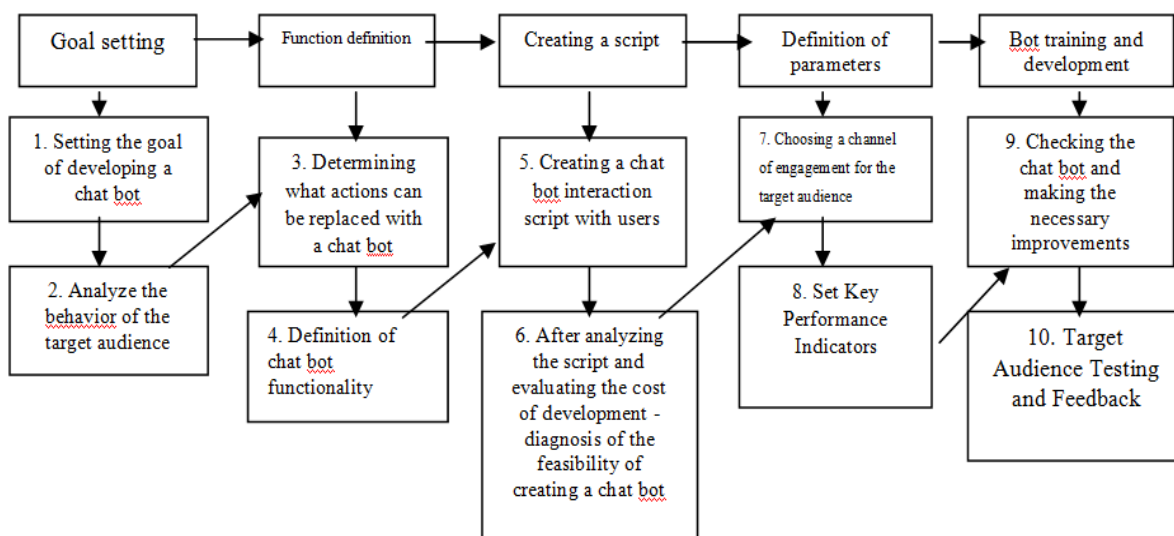 Goal setting
Function definition
Creating a script
Definition of
parameters
Bot training and
development
1. Setting the goal
of developing a
chat bot
2. Analyze the
behavior of the
target audience
3. Determining
what actions can
be replaced with
a chat bot
4. Definition of
chat bot
functionality
5. Creating a chat
bot interaction
script with users
6. After analyzing
the script and
evaluating the cost
of development -
diagnosis of the
feasibility of
creating a chat bot
7. Choosing a channel
of engagement for the
target audience
8. Set Key
Performance
Indicators
9. Checking the
chat bot and
making the
necessary
improvements
10. Target
Audience Testing
and Feedback